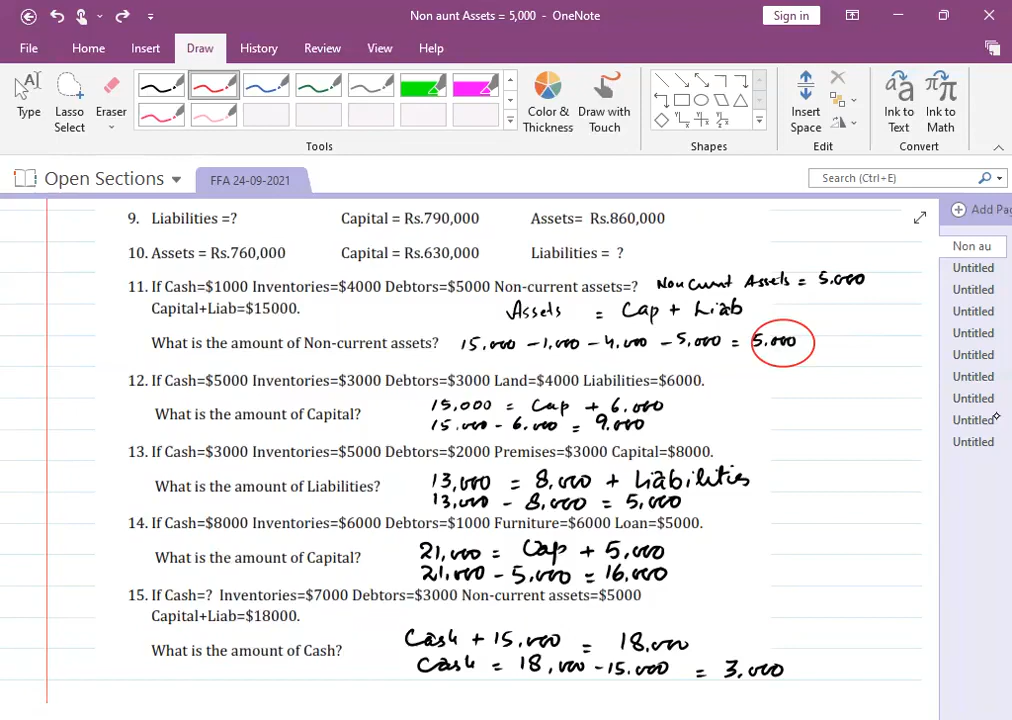 Non aunt Assets = 5,000 - OneNote
Sign in
File Home Insert Draw History Review View Help
Type
Lasso Select
Eraser
Color & Thickness
Draw with Touch
Insert Space
Ink to Text
Ink to Math
Tools Shapes Edit Convert
Open Sections
FFA 24-09-2021
Search (Ctrl+E)
Add Pag
Non au
Untitled
Untitled
Untitled
Untitled
Untitled
Untitled
Untitled
Untitled
Untitled
9. Liabilities =? Capital = Rs.790,000 Assets= Rs.860,000
10. Assets = Rs.760,000 Capital = Rs.630,000 Liabilities = ?
11. If Cash=$1000 Inventories=$4000 Debtors=$5000 Non-current assets=? Non Curnt Assets = 5,000
Capital+Liab=$15000. Assets = Cap + Liab
What is the amount of Non-current assets? 15,000 - 1,000 - 4,000 - 5,000 = 5,000
12. If Cash=$5000 Inventories=$3000 Debtors=$3000 Land=$4000 Liabilities=$6000.
15,000 = Cap + 6,000
What is the amount of Capital? 15,000 - 6,000 = 9,000
13. If Cash=$3000 Inventories=$5000 Debtors=$2000 Premises=$3000 Capital=$8000.
What is the amount of Liabilities? 13,000 = 8,000 + Liabilities
13,000 - 8,000 = 5,000
14. If Cash=$8000 Inventories=$6000 Debtors=$1000 Furniture=$6000 Loan=$5000.
What is the amount of Capital? 21,000 = Cap + 5,000
21,000 - 5,000 = 16,000
15. If Cash=? Inventories=$7000 Debtors=$3000 Non-current assets=$5000
Capital+Liab=$18000.
What is the amount of Cash? Cash + 15,000 = 18,000
Cash = 18,000 - 15,000 = 3,000